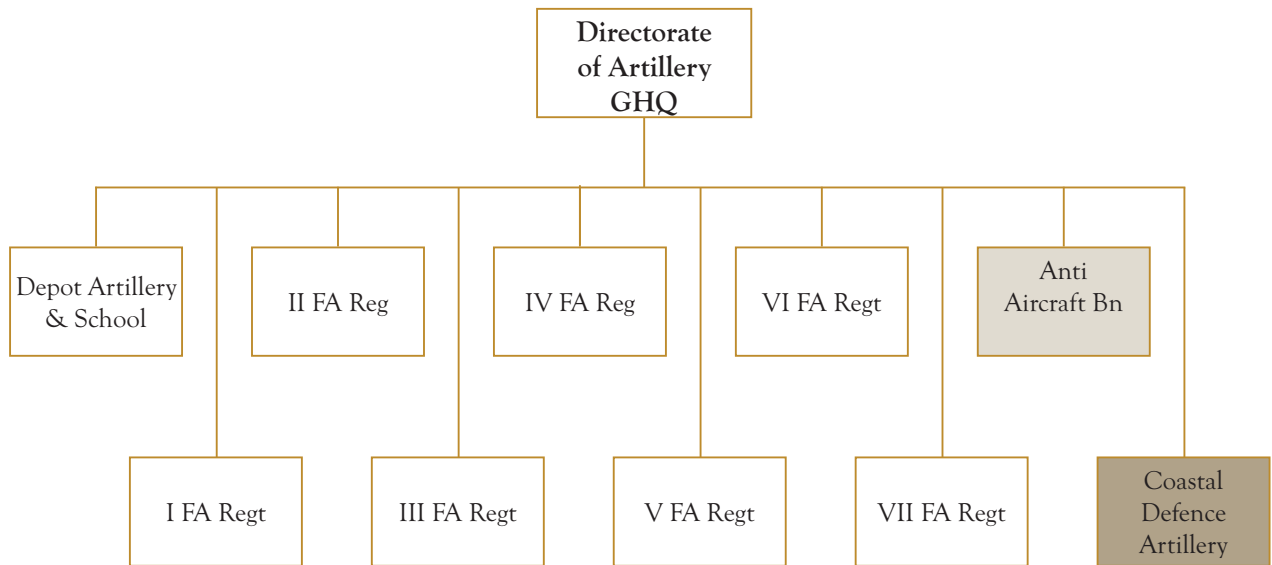 Directorate
of Artillery
GHQ
Depot Artillery
& School
II FA Reg
IV FA Reg
VI FA Regt
Anti
Aircraft Bn
I FA Regt
III FA Regt
V FA Regt
VII FA Regt
Coastal
Defence
Artillery